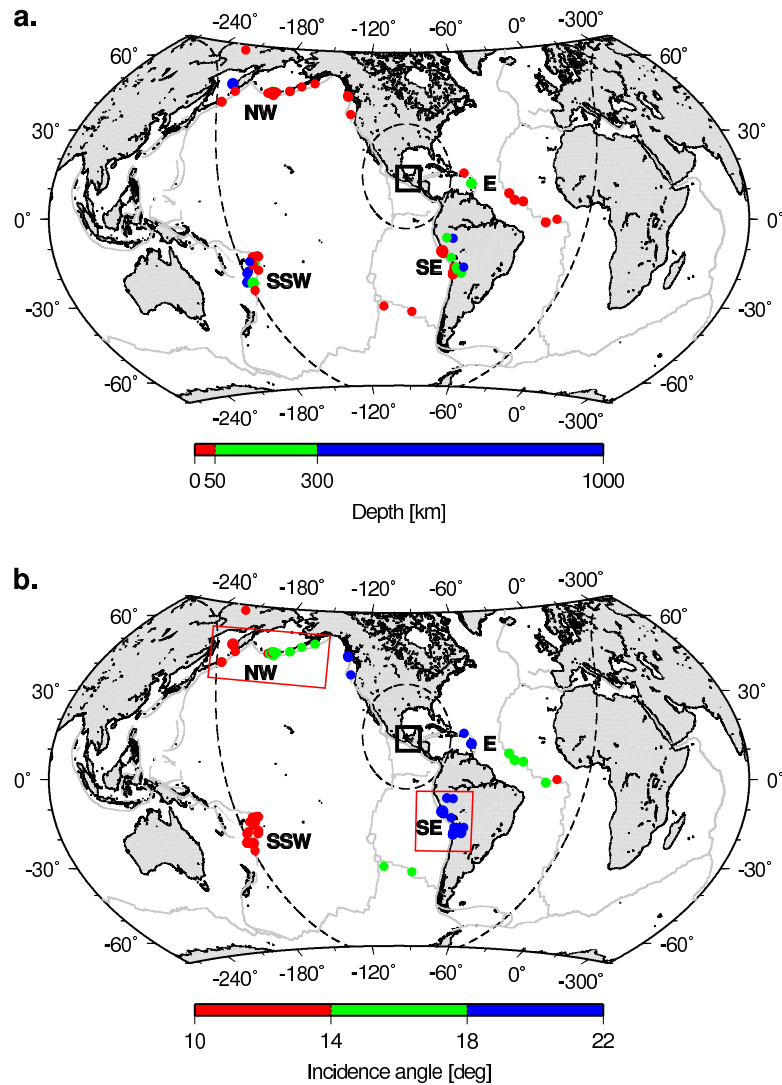 a.
-240˚ -180˚ -120˚ -60˚ 0˚ -300˚
60˚ 60˚
30˚ 30˚
0˚ 0˚
-30˚ -30˚
-60˚ -60˚
NW
E
SE
SSW
-240˚ -180˚ -120˚ -60˚ 0˚ -300˚
0 50 300 1000
Depth [km]
b.
-240˚ -180˚ -120˚ -60˚ 0˚ -300˚
60˚ 60˚
30˚ 30˚
0˚ 0˚
-30˚ -30˚
-60˚ -60˚
NW
E
SE
SSW
-240˚ -180˚ -120˚ -60˚ 0˚ -300˚
10 14 18 22
Incidence angle [deg]